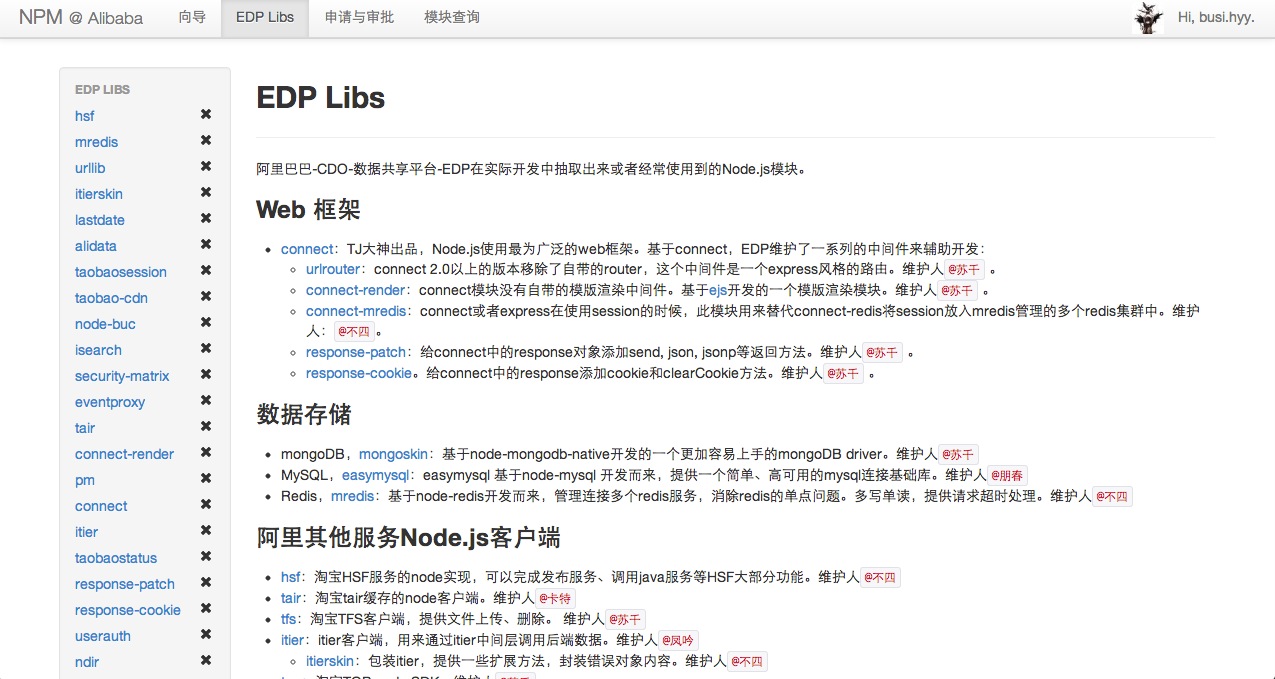 NPM @ Alibaba 向导 EDP Libs 申请与审批 模块查询 Hi, busi.hyy.
EDP LIBS
hsf ✖
mredis ✖
urllib ✖
itierskin ✖
lastdate ✖
alidata ✖
taobaosession ✖
taobao-cdn ✖
node-buc ✖
isearch ✖
security-matrix ✖
eventproxy ✖
tair ✖
connect-render ✖
pm ✖
connect ✖
itier ✖
taobaostatus ✖
response-patch ✖
response-cookie ✖
userauth ✖
ndir ✖
EDP Libs
阿里巴巴-CDO-数据共享平台-EDP在实际开发中抽取出来或者经常使用到的Node.js模块。
Web 框架
• connect：TJ大神出品，Node.js使用最为广泛的web框架。基于connect，EDP维护了一系列的中间件来辅助开发：
◦ urlrouter：connect 2.0以上的版本移除了自带的router，这个中间件是一个express风格的路由。维护人 @苏千 。
◦ connect-render：connect模块没有自带的模版渲染中间件。基于ejs开发的一个模版渲染模块。维护人 @苏千 。
◦ connect-mredis：connect或者express在使用session的时候，此模块用来替代connect-redis将session放入mredis管理的多个redis集群中。维护
人： @不四 。
◦ response-patch：给connect中的response对象添加send, json, jsonp等返回方法。维护人 @苏千 。
◦ response-cookie。给connect中的response添加cookie和clearCookie方法。维护人 @苏千 。
数据存储
• mongoDB，mongoskin：基于node-mongodb-native开发的一个更加容易上手的mongoDB driver。维护人 @苏千
• MySQL，easymysql：easymysql 基于node-mysql 开发而来，提供一个简单、高可用的mysql连接基础库。维护人 @朋春
• Redis，mredis：基于node-redis开发而来，管理连接多个redis服务，消除redis的单点问题。多写单读，提供请求超时处理。维护人 @不四
阿里其他服务Node.js客户端
• hsf：淘宝HSF服务的node实现，可以完成发布服务、调用java服务等HSF大部分功能。维护人 @不四
• tair：淘宝tair缓存的node客户端。维护人 @卡特
• tfs：淘宝TFS客户端，提供文件上传、删除。 维护人 @苏千
• itier：itier客户端，用来通过itier中间层调用后端数据。维护人 @凤吟
◦ itierskin：包装itier，提供一些扩展方法，封装错误对象内容。维护人 @不四